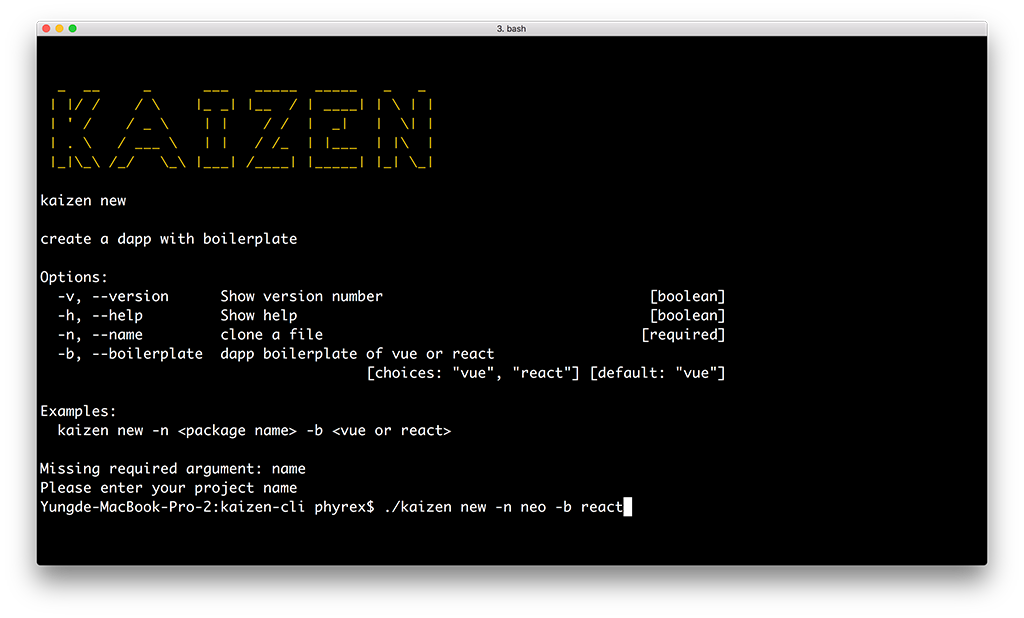 3. bash
KAIZEN
kaizen new
create a dapp with boilerplate
Options:
-v, --version Show version number [boolean]
-h, --help Show help [boolean]
-n, --name clone a file [required]
-b, --boilerplate dapp boilerplate of vue or react
[choices: "vue", "react"] [default: "vue"]
Examples:
kaizen new -n <package name> -b <vue or react>
Missing required argument: name
Please enter your project name
Yungde-MacBook-Pro-2:kaizen-cli phyrex$ ./kaizen new -n neo -b react